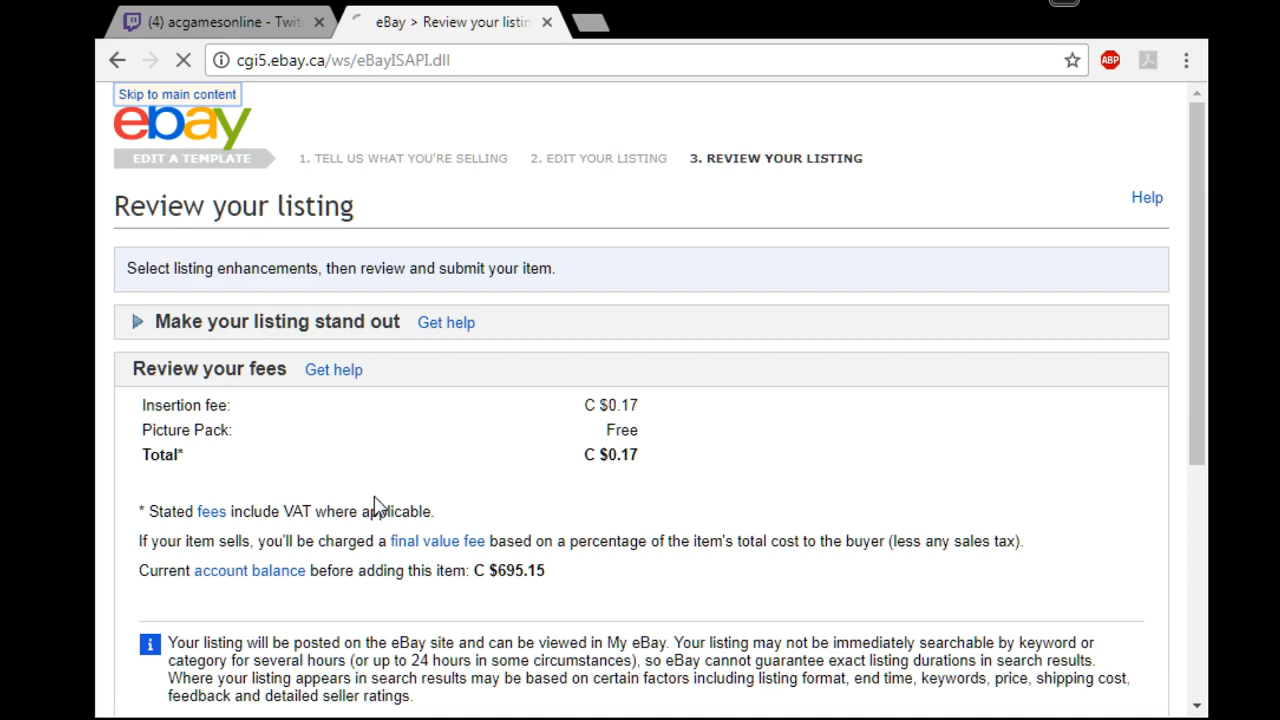 (4) acgamesonline - Twit
eBay > Review your listin
cgi5.ebay.ca/ws/eBayISAPI.dll
ABP
Skip to main content
ebay
EDIT A TEMPLATE
1. TELL US WHAT YOU'RE SELLING
2. EDIT YOUR LISTING
3. REVIEW YOUR LISTING
Review your listing
Help
Select listing enhancements, then review and submit your item.
Make your listing stand out Get help
Review your fees Get help
Insertion fee: C $0.17
Picture Pack: Free
Total* C $0.17
* Stated fees include VAT where applicable.
If your item sells, you'll be charged a final value fee based on a percentage of the item's total cost to the buyer (less any sales tax).
Current account balance before adding this item: C $695.15
Your listing will be posted on the eBay site and can be viewed in My eBay. Your listing may not be immediately searchable by keyword or
category for several hours (or up to 24 hours in some circumstances), so eBay cannot guarantee exact listing durations in search results.
Where your listing appears in search results may be based on certain factors including listing format, end time, keywords, price, shipping cost,
feedback and detailed seller ratings.